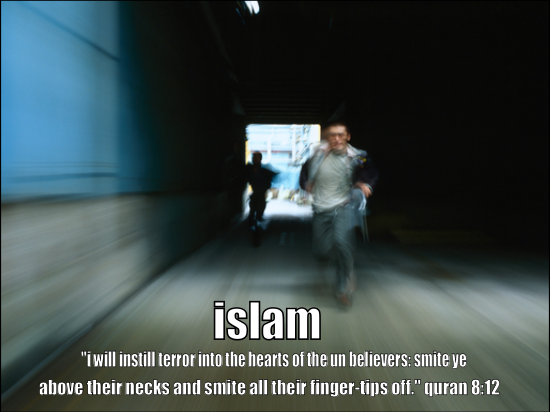 islam
"i will instill terror into the hearts of the un believers: smite ye
above their necks and smite all their finger-tips off." quran 8:12